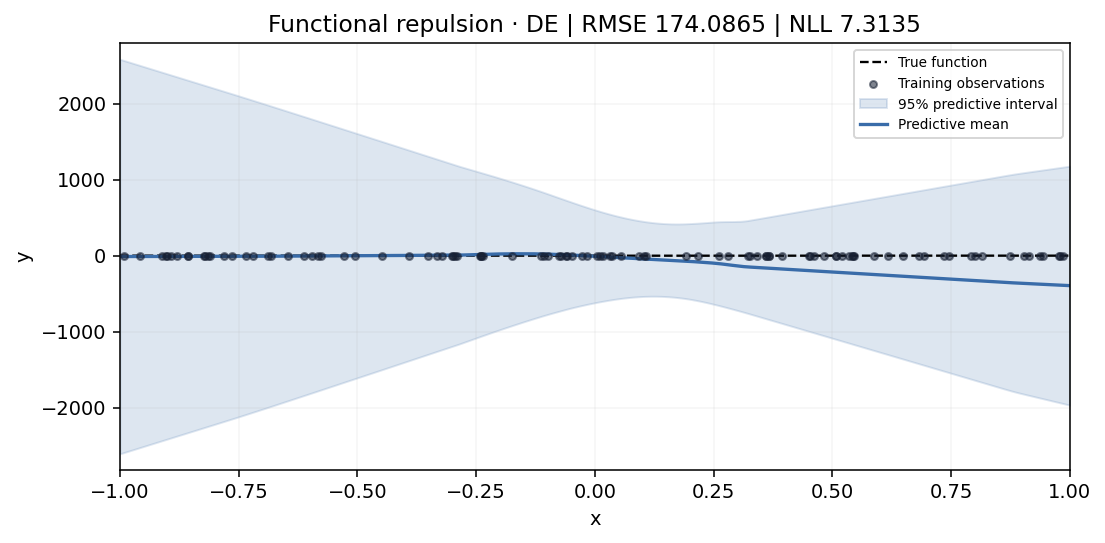 Functional repulsion · DE | RMSE 174.0865 | NLL 7.3135
True function
Training observations
95% predictive interval
Predictive mean
y
2000
1000
0
−1000
−2000
−1.00
−0.75
−0.50
−0.25
0.00
0.25
0.50
0.75
1.00
x